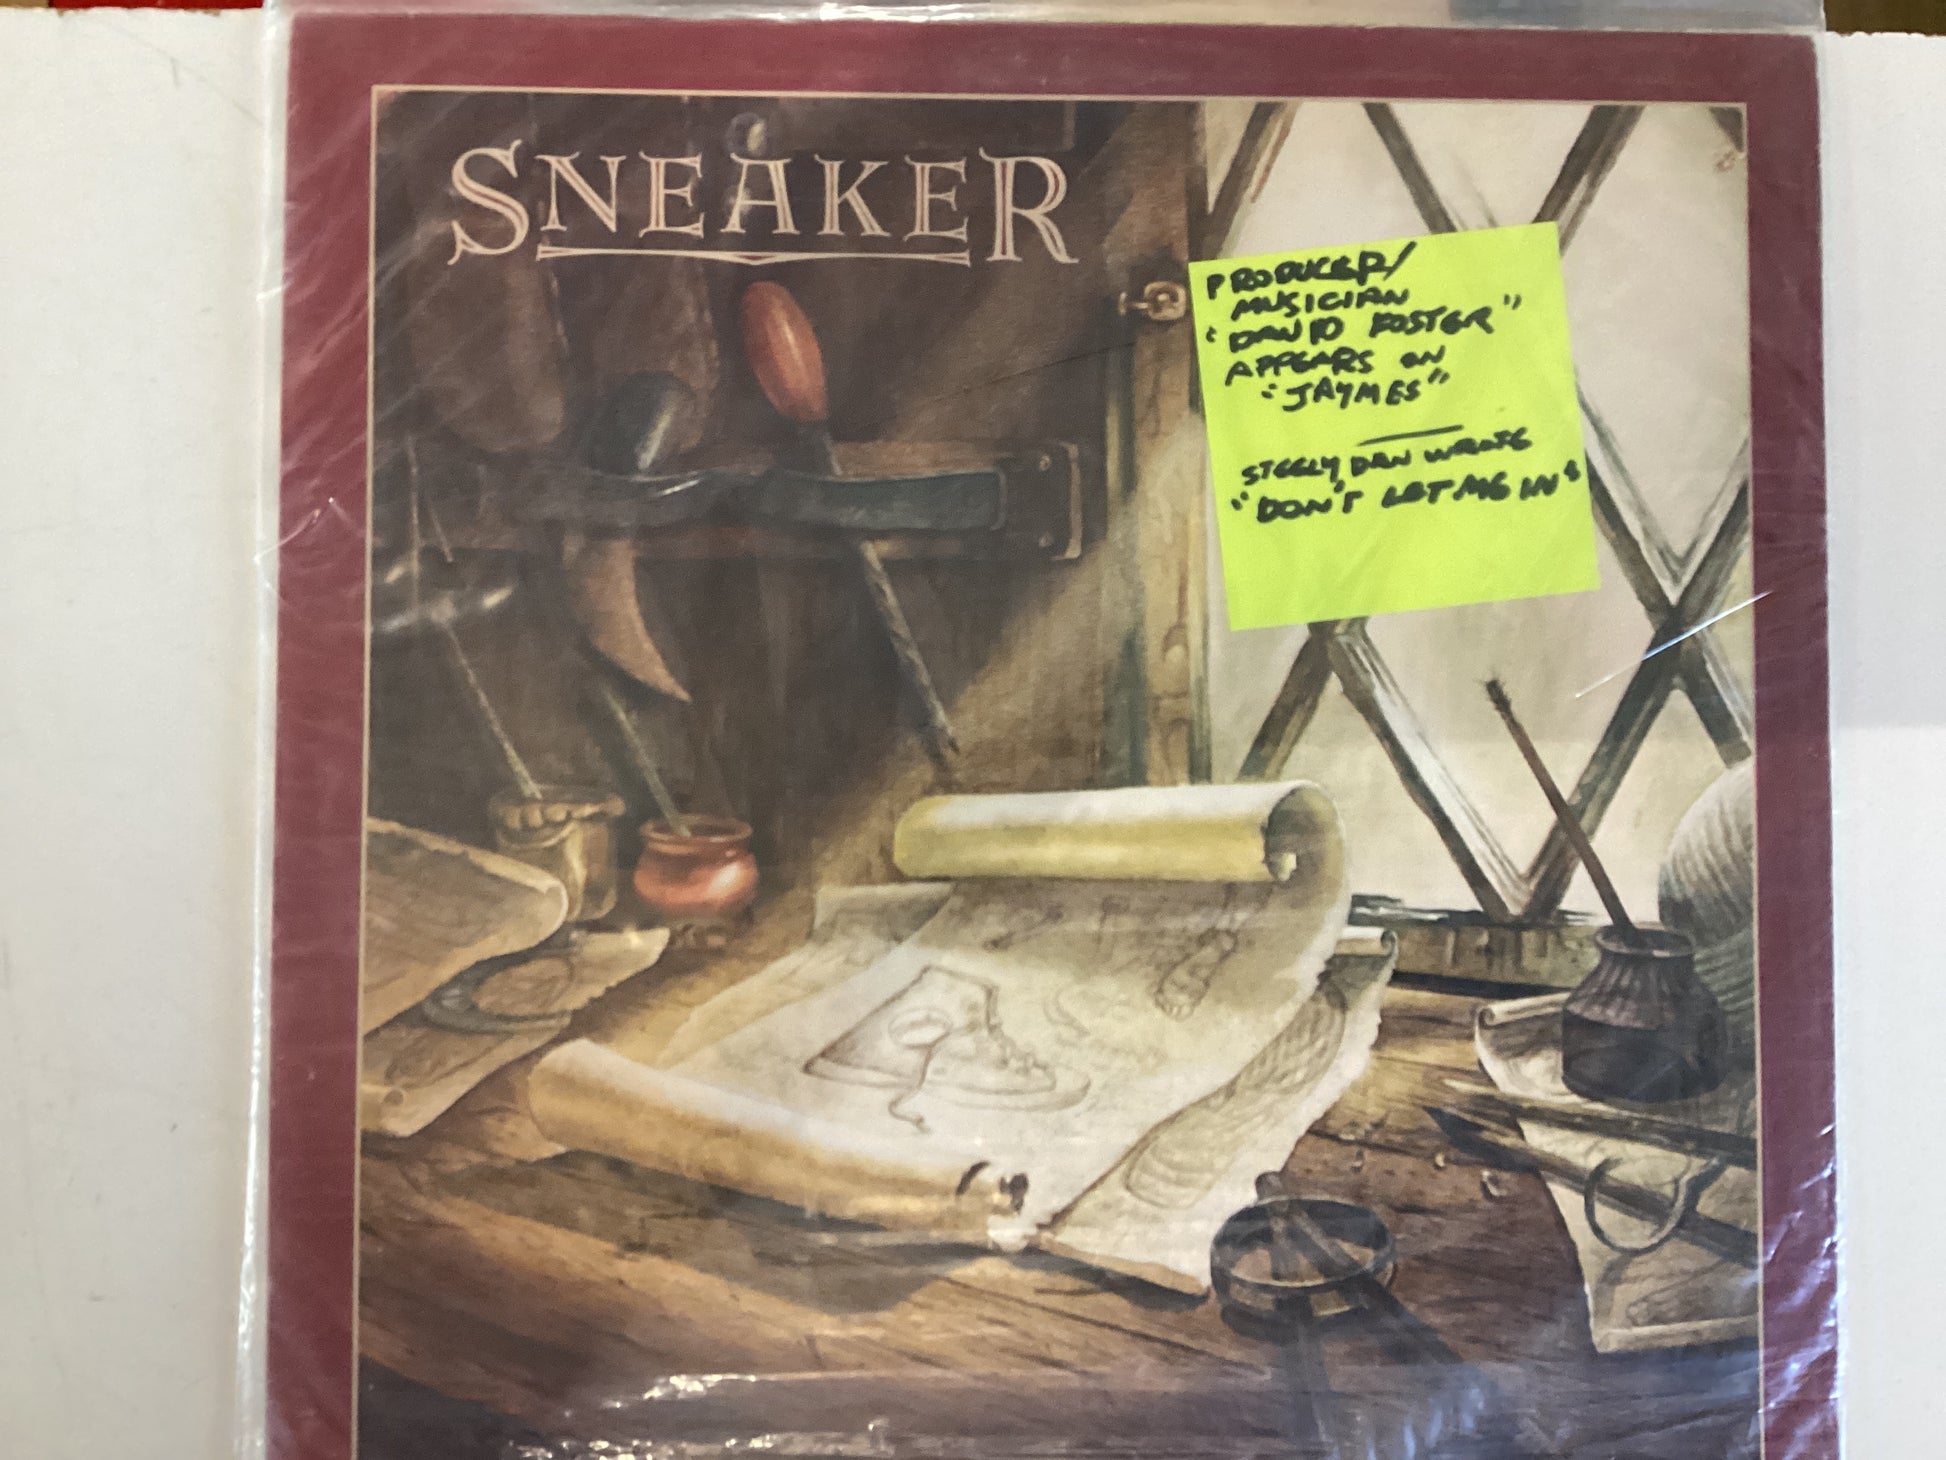 SNEAKER
PRODUCER/
MUSICIAN
"DAVID FOSTER"
APPEARS ON
"JAYMES"
STEELY DAN WROTE
"DON'T LET ME IN"